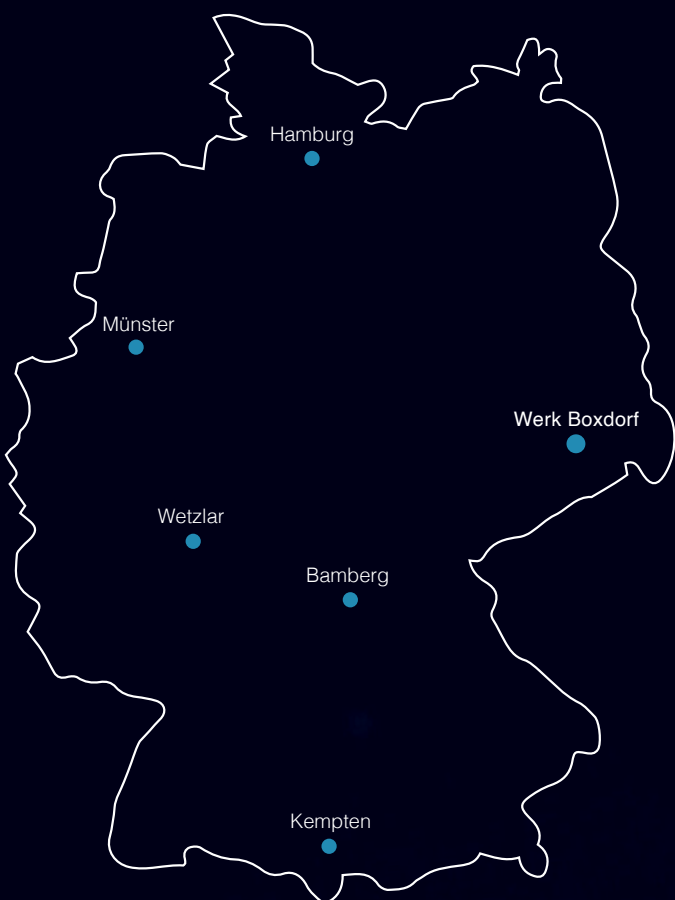 Hamburg
Münster
Werk Boxdorf
Wetzlar
Bamberg
Kempten